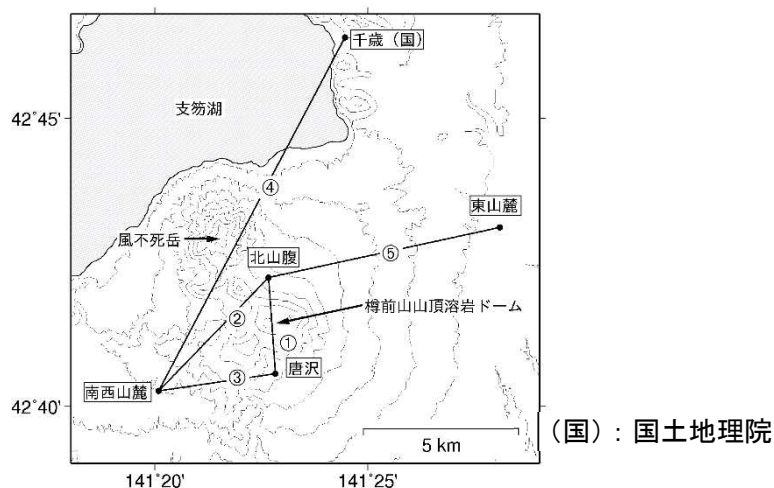 千歳（国）
42°45'
支笏湖
④
東山麓
風不死岳
北山腹
⑤
②
樽前山山頂溶岩ドーム
①
唐沢
南西山麓
③
42°40'
5 km
（国）：国土地理院
141°20'
141°25'